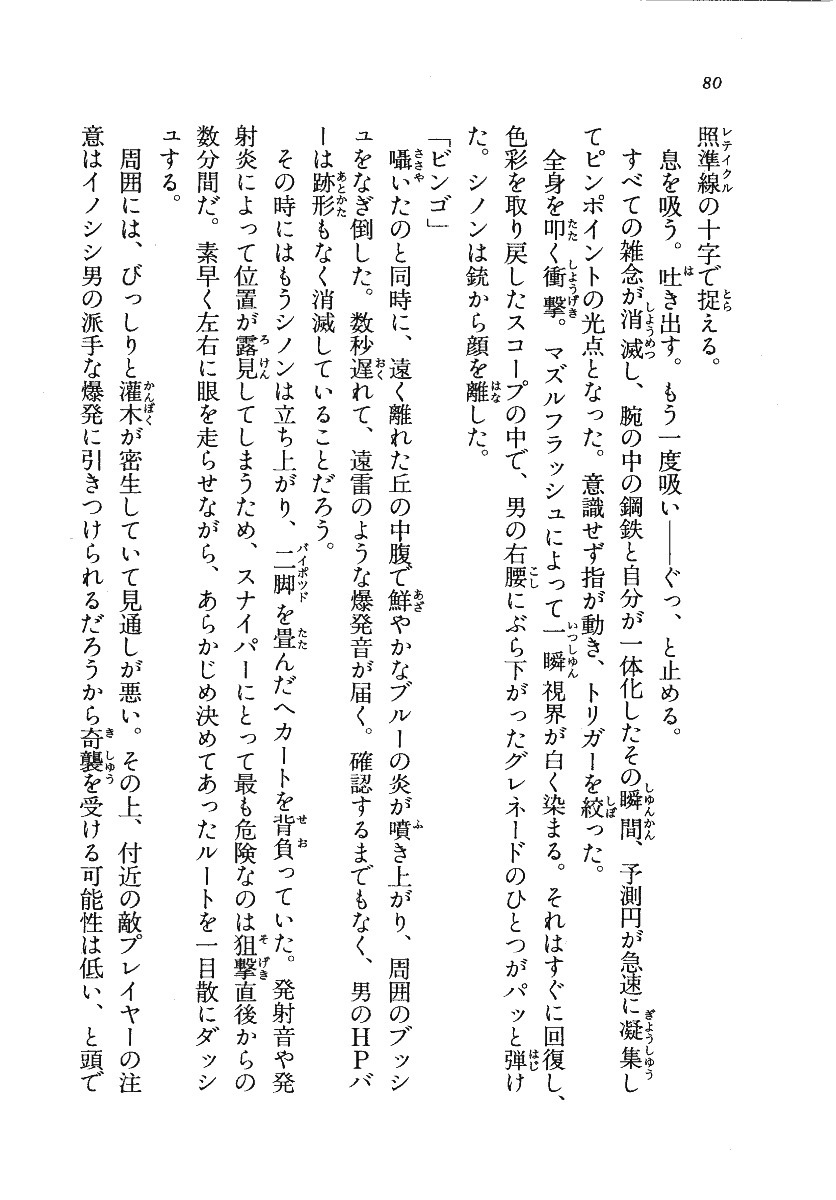 80
照準線の十字で捉える。
　息を吸う。吐き出す。もう一度吸い――ぐっ、と止める。
　すべての雑念が消滅し、腕の中の鋼鉄と自分が一体化したその瞬間、予測円が急速に凝集し
てピンポイントの光点となった。意識せず指が動き、トリガーを絞った。
　全身を叩く衝撃。マズルフラッシュによって一瞬視界が白く染まる。それはすぐに回復し、
色彩を取り戻したスコープの中で、男の右腰にぶら下がったグレネードのひとつがパッと弾け
た。シノンは銃から顔を離した。
「ビンゴ」
　囁いたのと同時に、遠く離れた丘の中腹で鮮やかなブルーの炎が噴き上がり、周囲のブッシ
ュをなぎ倒した。数秒遅れて、遠雷のような爆発音が届く。確認するまでもなく、男のＨＰバ
ーは跡形もなく消滅していることだろう。
　その時にはもうシノンは立ち上がり、二脚を畳んだヘカートを背負っていた。発射音や発
射炎によって位置が露見してしまうため、スナイパーにとって最も危険なのは狙撃直後からの
数分間だ。素早く左右に眼を走らせながら、あらかじめ決めてあったルートを一目散にダッシ
ュする。
　周囲には、びっしりと灌木が密生していて見通しが悪い。その上、付近の敵プレイヤーの注
意はイノシシ男の派手な爆発に引きつけられるだろうから奇襲を受ける可能性は低い、と頭で